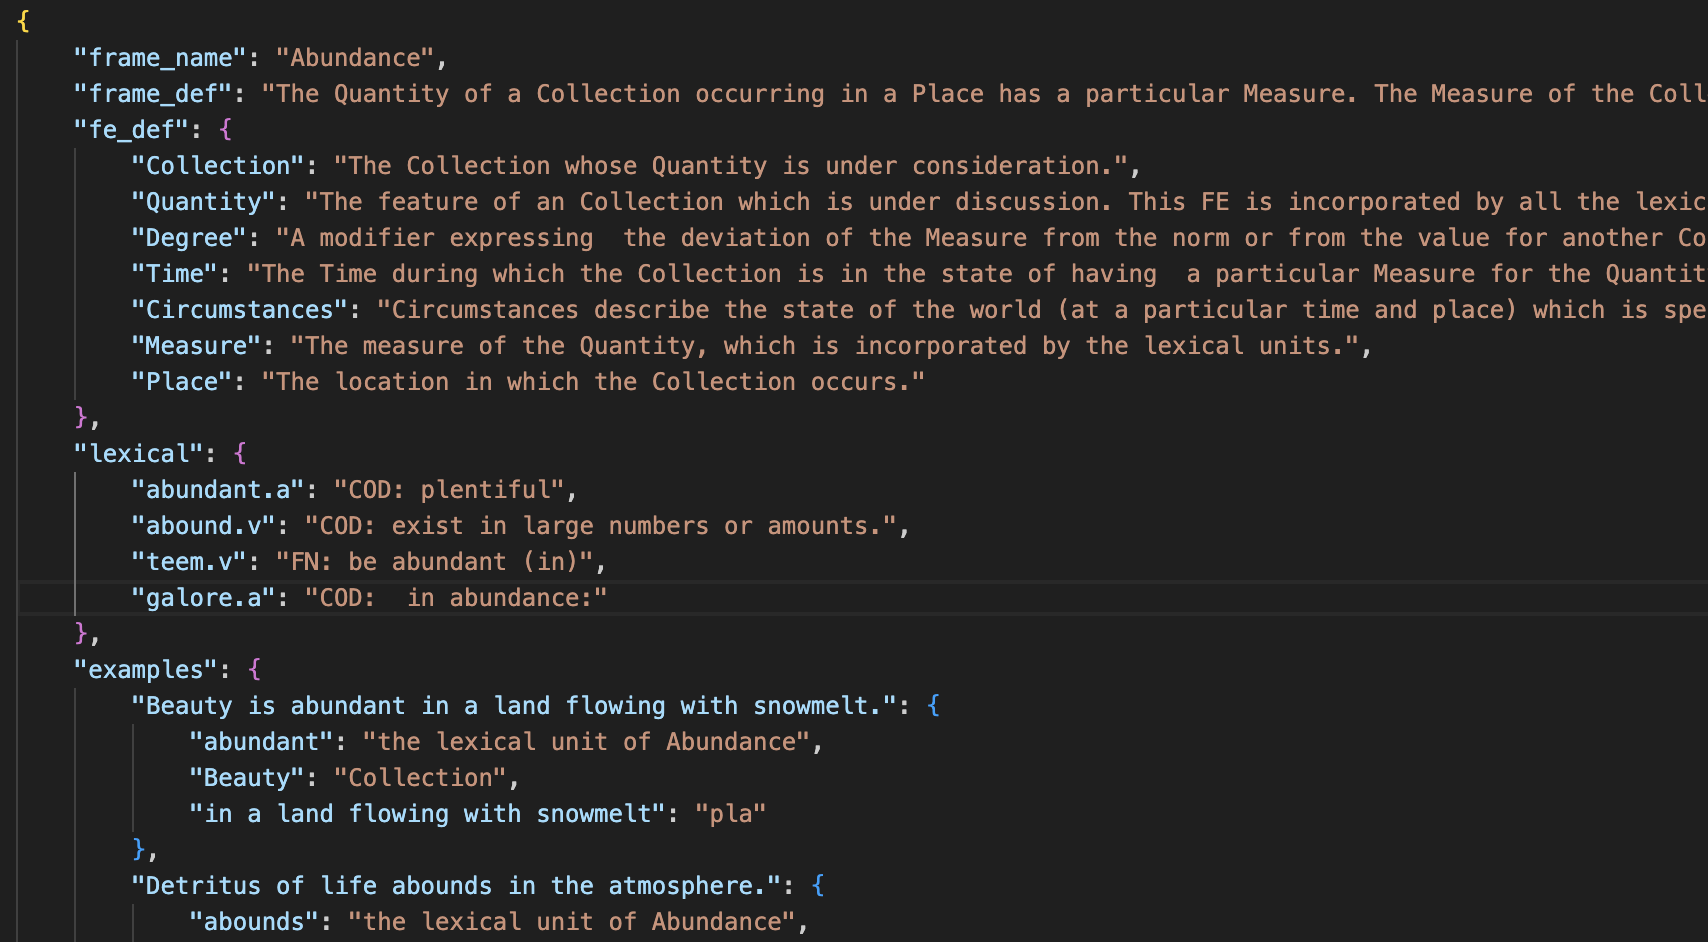 {
    "frame_name": "Abundance",
    "frame_def": "The Quantity of a Collection occurring in a Place has a particular Measure. The Measure of the Coll
    "fe_def": {
        "Collection": "The Collection whose Quantity is under consideration.",
        "Quantity": "The feature of an Collection which is under discussion. This FE is incorporated by all the lexic
        "Degree": "A modifier expressing  the deviation of the Measure from the norm or from the value for another Co
        "Time": "The Time during which the Collection is in the state of having  a particular Measure for the Quantit
        "Circumstances": "Circumstances describe the state of the world (at a particular time and place) which is spe
        "Measure": "The measure of the Quantity, which is incorporated by the lexical units.",
        "Place": "The location in which the Collection occurs."
    },
    "lexical": {
        "abundant.a": "COD: plentiful",
        "abound.v": "COD: exist in large numbers or amounts.",
        "teem.v": "FN: be abundant (in)",
        "galore.a": "COD:  in abundance:"
    },
    "examples": {
        "Beauty is abundant in a land flowing with snowmelt.": {
            "abundant": "the lexical unit of Abundance",
            "Beauty": "Collection",
            "in a land flowing with snowmelt": "pla"
        },
        "Detritus of life abounds in the atmosphere.": {
            "abounds": "the lexical unit of Abundance",